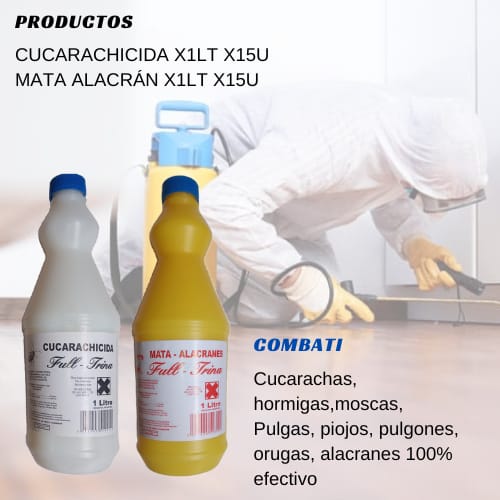 PRODUCTOS
CUCARACHICIDA X1LT X15U
MATA ALACRÁN X1LT X15U
CUCARACHICIDA
Full - Trina
1 Litro
MATA - ALACRANES
Full - Trina
1 Litro
COMBATI
Cucarachas,
hormigas,moscas,
Pulgas, piojos, pulgones,
orugas, alacranes 100%
efectivo